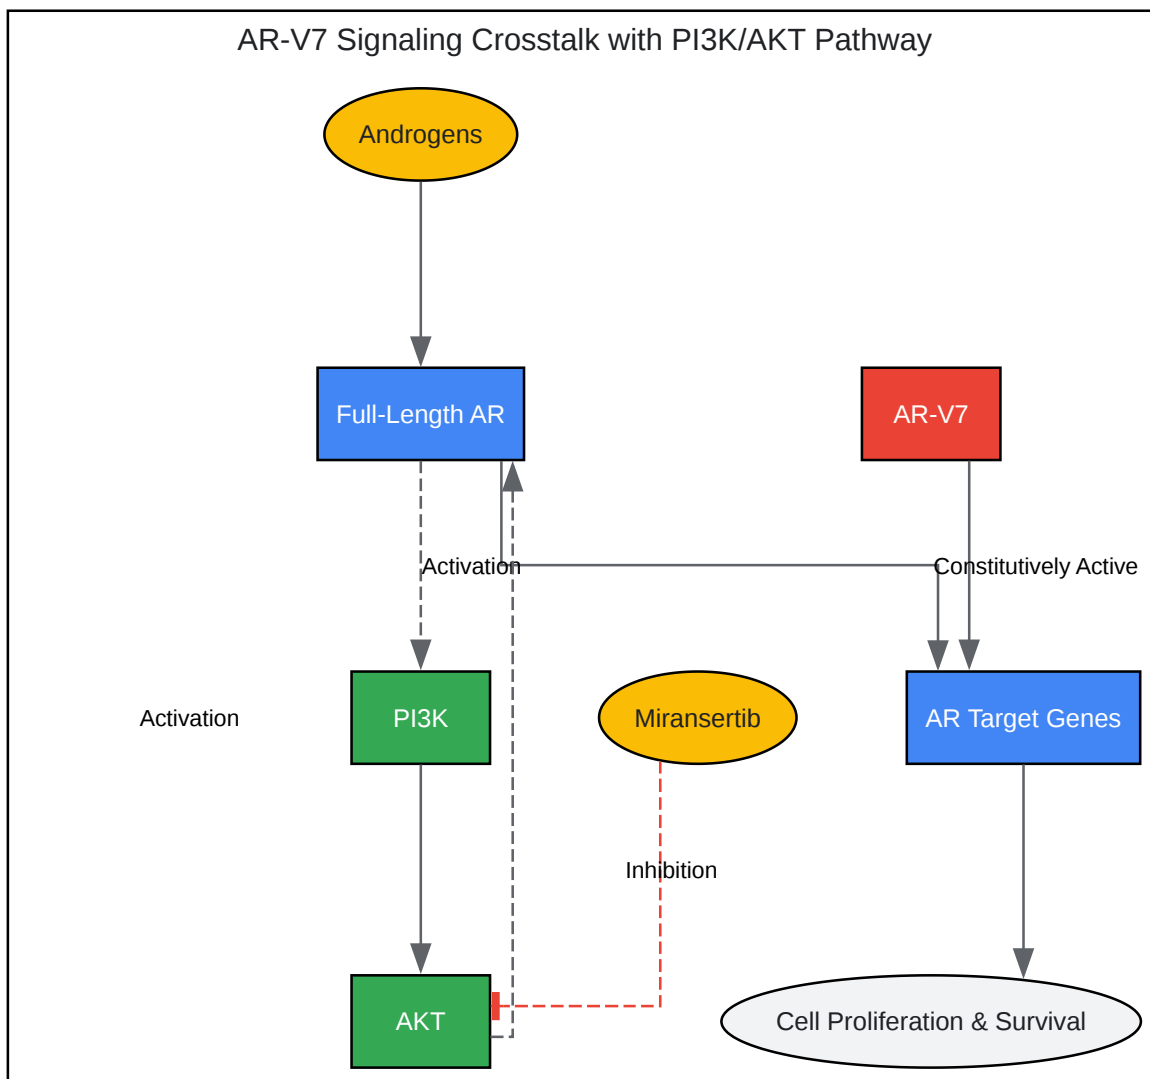 AR-V7 Signaling Crosstalk with PI3K/AKT Pathway
Androgens
Full-Length AR
AR-V7
Activation
Constitutively Active
Activation
PI3K
Miransertib
AR Target Genes
Inhibition
AKT
Cell Proliferation & Survival